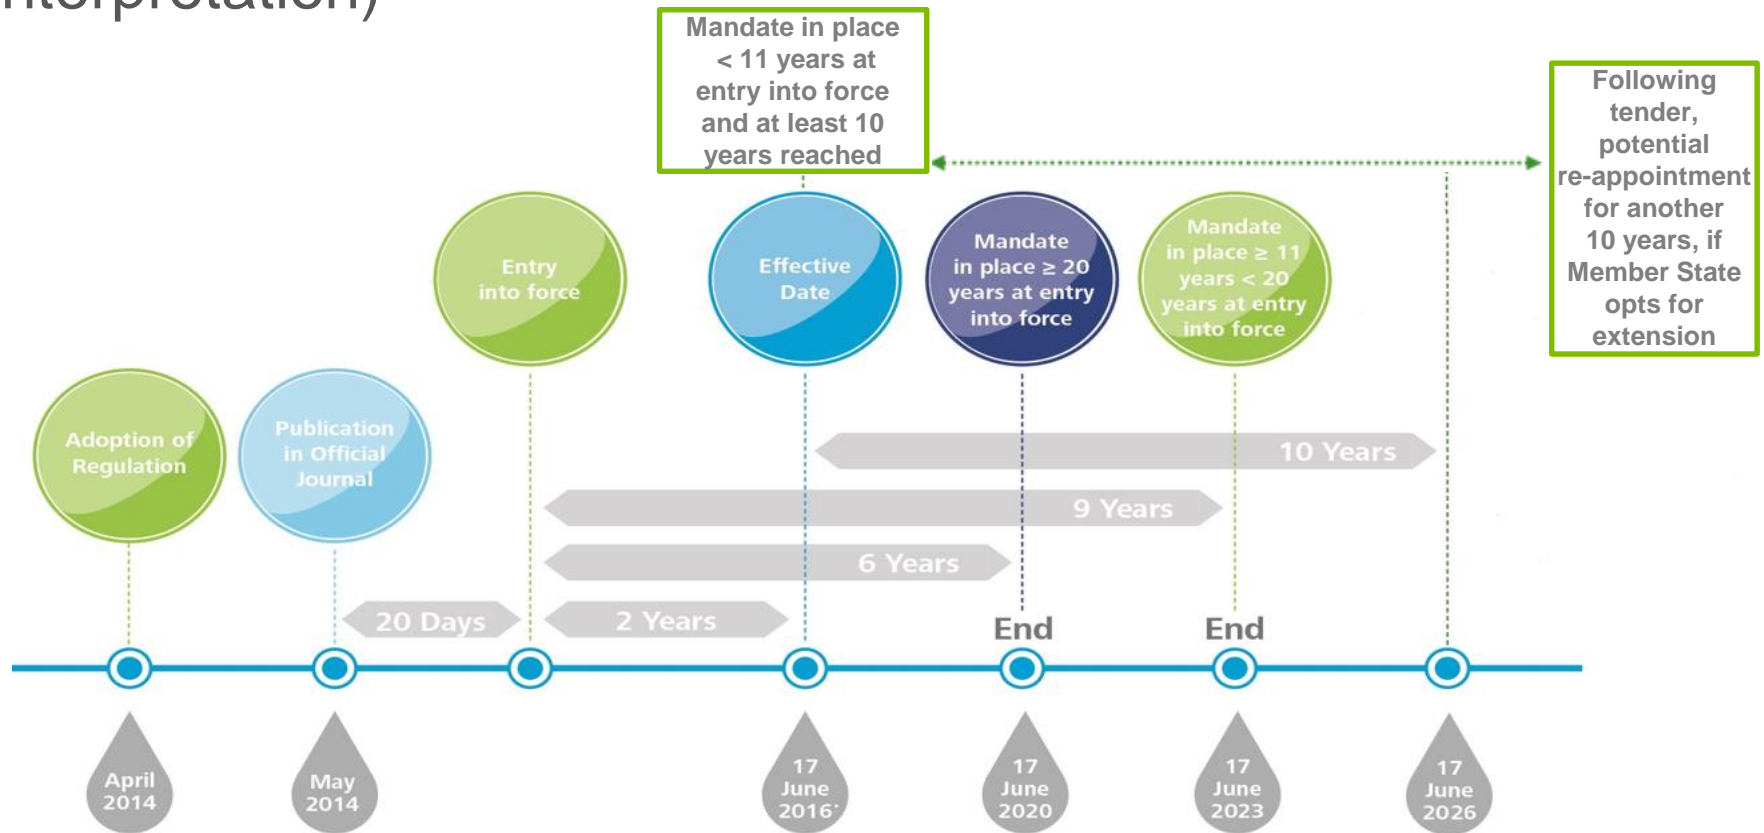 nterpretation)
Mandate in place
< 11 years at
entry into force
and at least 10
years reached
Following
tender,
potential
re-appointment
for another
10 years, if
Member State
opts for
extension
Entry
into force
Effective
Date
Mandate
in place ≥ 20
years at entry
into force
Mandate
in place ≥ 11
years < 20
years at entry
into force
Adoption of
Regulation
Publication
in Official
Journal
10 Years
9 Years
6 Years
20 Days
2 Years
End
End
April
2014
May
2014
17
June
2016*
17
June
2020
17
June
2023
17
June
2026